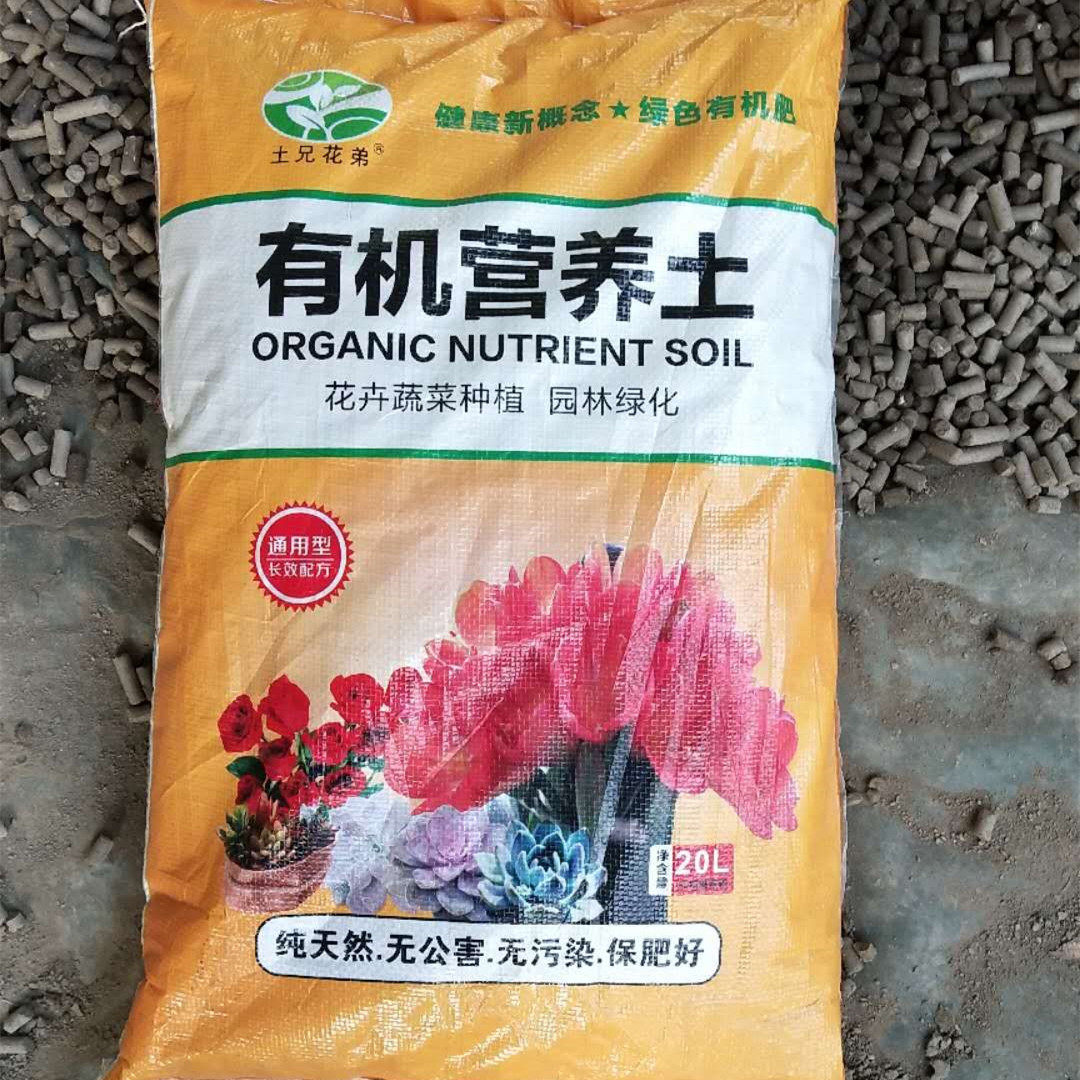 健康新概念★绿色有机肥
土兄花弟®
有机营养土
ORGANIC NUTRIENT SOIL
花卉蔬菜种植 园林绿化
通用型
长效配方
净含量
20L
纯天然.无公害.无污染.保肥好